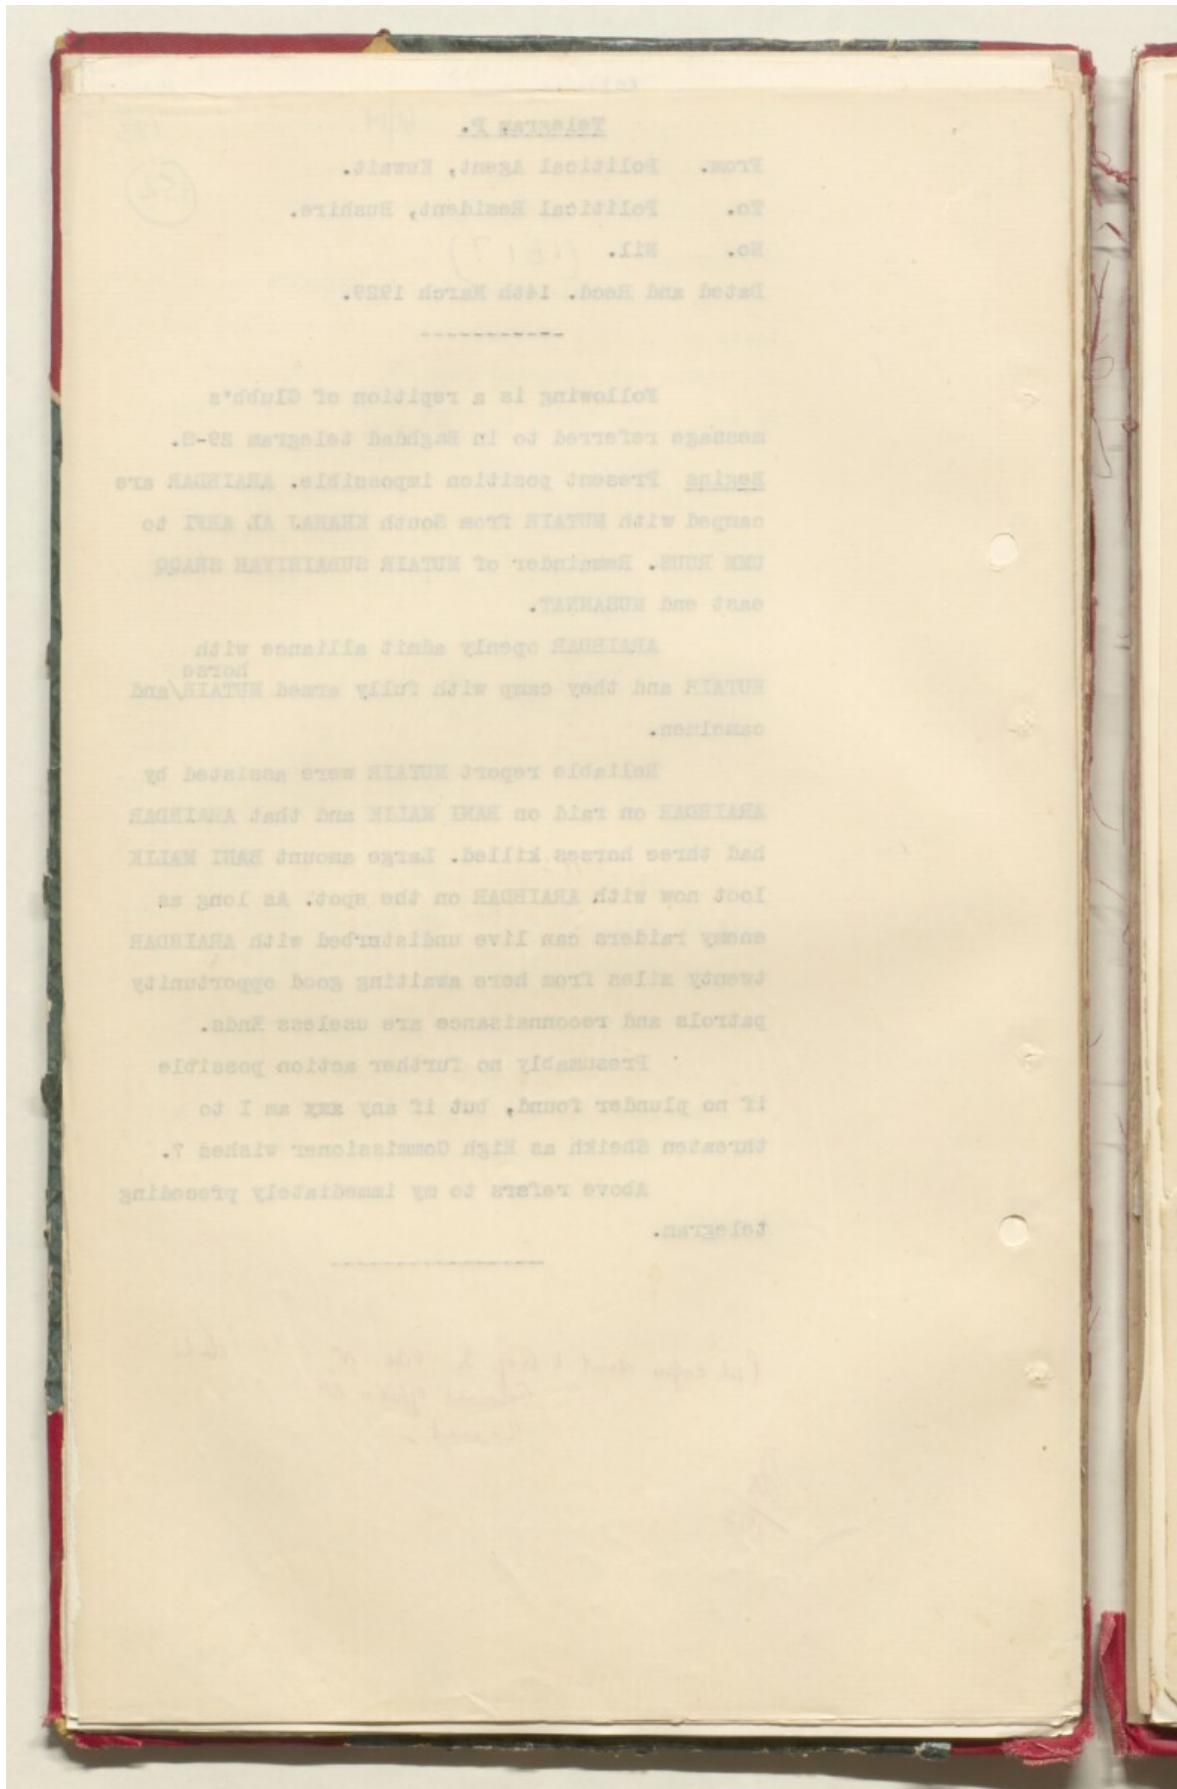 Telegram P.
From. Political Agent, Kuwait.
To. Political Resident, Bushire.
No. Nil.
Dated and Recd. 14th March 1929.
-----------
Following is a repition of Glubb's
message referred to in Baghdad telegram 29-S.
Begins Present position impossible. ARAIBDAR are
camped with MUTAIR from South KHARAJ AL ARFI to
UMM RUUS. Remainder of MUTAIR SUBAIHIYAH SHAQQ
east end MUSANNAT.
ARAIBDAR openly admit alliance with
horse
MUTAIR and they camp with fully armed MUTAIR/and
camelmen.
Reliable report MUTAIR were assisted by
ARAIBDAR on raid on BANI MALIK and that ARAIBDAR
had three horses killed. Large amount BANI MALIK
loot now with ARAIBDAR on the spot. As long as
enemy raiders can live undisturbed with ARAIBDAR
twenty miles from here awaiting good opportunity
patrols and reconnaisance are useless Ends.
Presumably no further action possible
if no plunder found, but if any xxx am I to
threaten Sheikh as High Commissioner wishes ?.
Above refers to my immediately preceding
telegram.
----------------